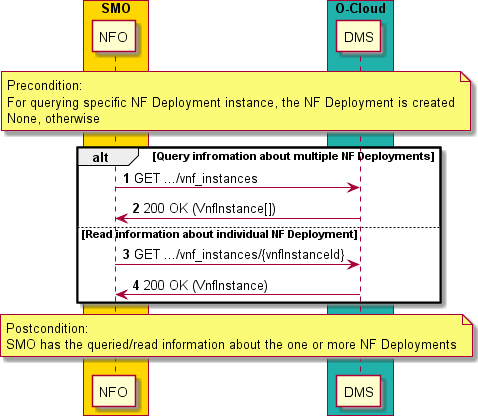 SMO
O-Cloud
NFO
DMS
Precondition:
For querying specific NF Deployment instance, the NF Deployment is created
None, otherwise
alt
[Query infromation about multiple NF Deployments]
1 GET .../vnf_instances
2 200 OK (VnfInstance[])
[Read information about individual NF Deployment]
3 GET .../vnf_instances/{vnfInstanceId}
4 200 OK (VnfInstance)
Postcondition:
SMO has the queried/read information about the one or more NF Deployments
NFO
DMS